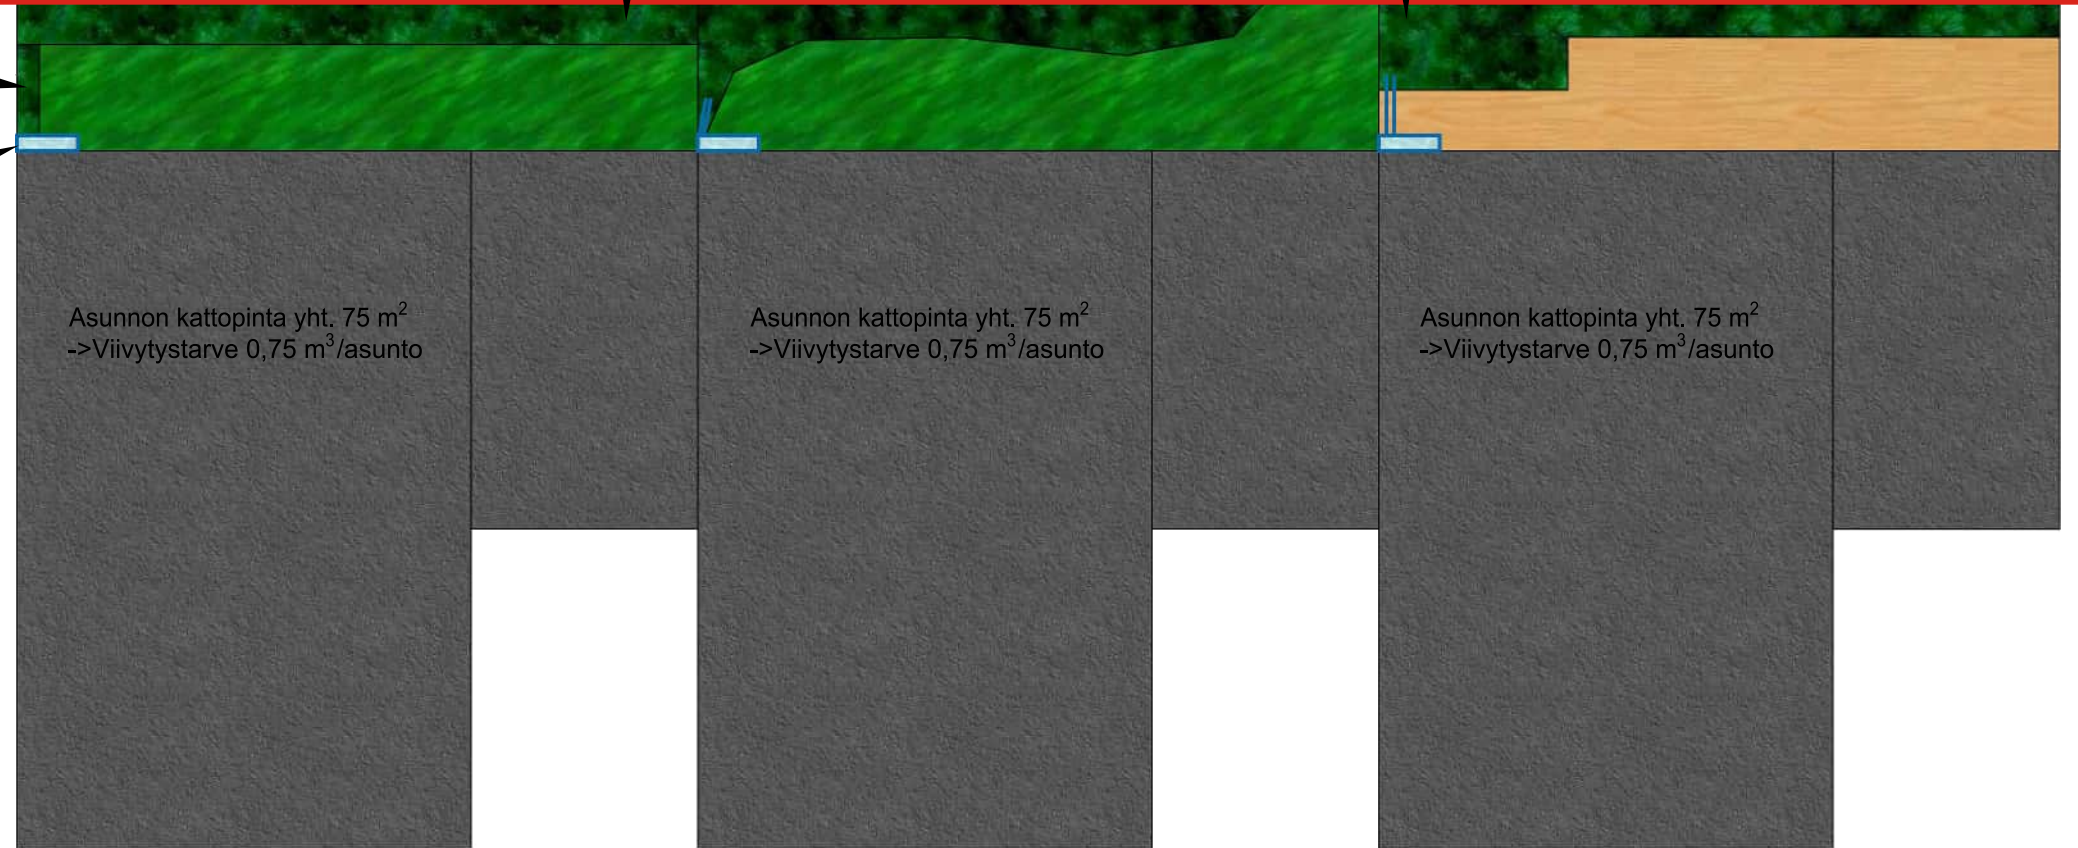 Asunnon kattopinta yht. 75 m²
->Viivytystarve 0,75 m³/asunto
Asunnon kattopinta yht. 75 m²
->Viivytystarve 0,75 m³/asunto
Asunnon kattopinta yht. 75 m²
->Viivytystarve 0,75 m³/asunto